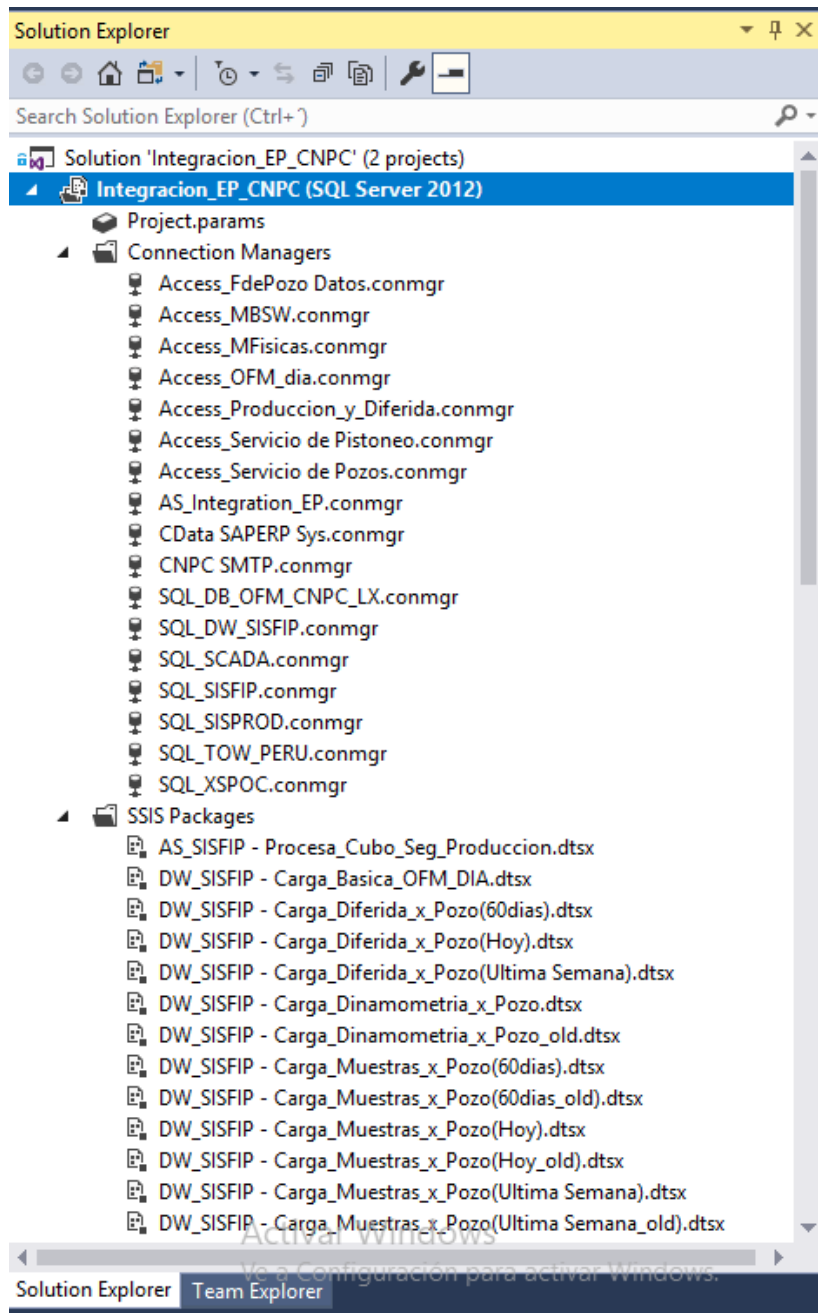 Solution Explorer
Search Solution Explorer (Ctrl+´)
Solution 'Integracion_EP_CNPC' (2 projects)
Integracion_EP_CNPC (SQL Server 2012)
Project.params
Connection Managers
Access_FdePozo Datos.conmgr
Access_MBSW.conmgr
Access_MFisicas.conmgr
Access_OFM_dia.conmgr
Access_Produccion_y_Diferida.conmgr
Access_Servicio de Pistoneo.conmgr
Access_Servicio de Pozos.conmgr
AS_Integration_EP.conmgr
CData SAPERP Sys.conmgr
CNPC SMTP.conmgr
SQL_DB_OFM_CNPC_LX.conmgr
SQL_DW_SISFIP.conmgr
SQL_SCADA.conmgr
SQL_SISFIP.conmgr
SQL_SISPROD.conmgr
SQL_TOW_PERU.conmgr
SQL_XSPOC.conmgr
SSIS Packages
AS_SISFIP - Procesa_Cubo_Seg_Produccion.dtsx
DW_SISFIP - Carga_Basica_OFM_DIA.dtsx
DW_SISFIP - Carga_Diferida_x_Pozo(60dias).dtsx
DW_SISFIP - Carga_Diferida_x_Pozo(Hoy).dtsx
DW_SISFIP - Carga_Diferida_x_Pozo(Ultima Semana).dtsx
DW_SISFIP - Carga_Dinamometria_x_Pozo.dtsx
DW_SISFIP - Carga_Dinamometria_x_Pozo_old.dtsx
DW_SISFIP - Carga_Muestras_x_Pozo(60dias).dtsx
DW_SISFIP - Carga_Muestras_x_Pozo(60dias_old).dtsx
DW_SISFIP - Carga_Muestras_x_Pozo(Hoy).dtsx
DW_SISFIP - Carga_Muestras_x_Pozo(Hoy_old).dtsx
DW_SISFIP - Carga_Muestras_x_Pozo(Ultima Semana).dtsx
DW_SISFIP - Carga_Muestras_x_Pozo(Ultima Semana_old).dtsx
Activar Windows
Ve a Configuración para activar Windows.
Solution Explorer Team Explorer